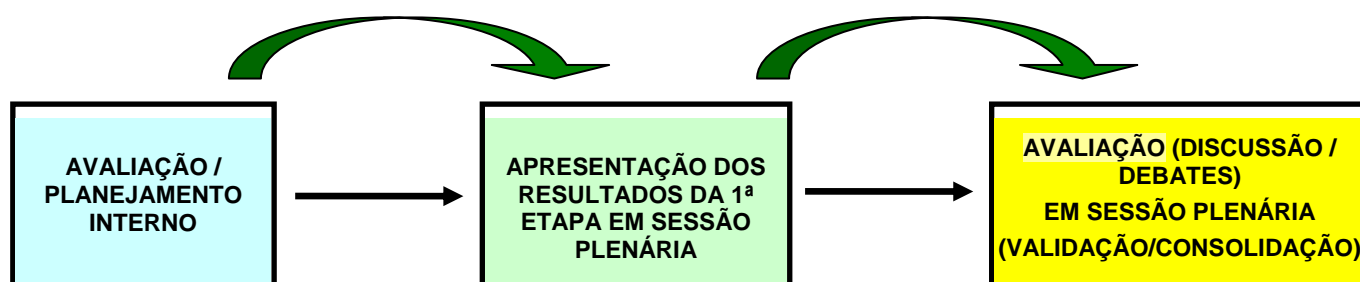 AVALIAÇÃO /
PLANEJAMENTO
INTERNO
APRESENTAÇÃO DOS
RESULTADOS DA 1ª
ETAPA EM SESSÃO
PLENÁRIA
AVALIAÇÃO (DISCUSSÃO /
DEBATES)
EM SESSÃO PLENÁRIA
(VALIDAÇÃO/CONSOLIDAÇÃO)